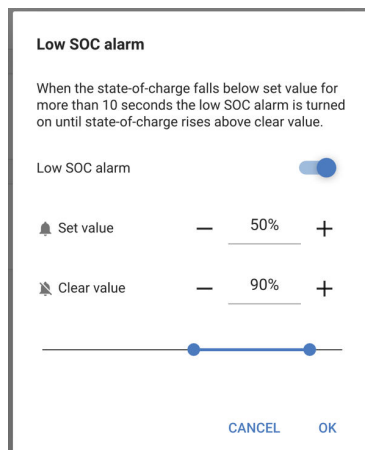 Low SOC alarm
When the state-of-charge falls below set value for
more than 10 seconds the low SOC alarm is turned
on until state-of-charge rises above clear value.
Low SOC alarm
Set value − 50% +
Clear value − 90% +
CANCEL OK